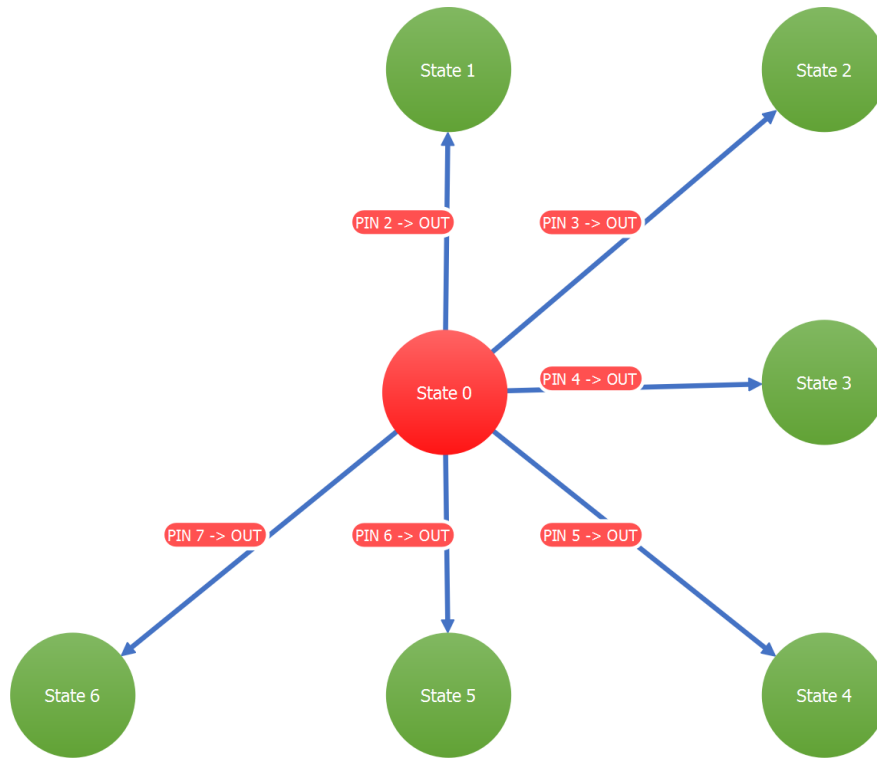 State 1
State 2
PIN 2 -> OUT
PIN 3 -> OUT
State 0
PIN 4 -> OUT
State 3
PIN 7 -> OUT
PIN 6 -> OUT
PIN 5 -> OUT
State 6
State 5
State 4